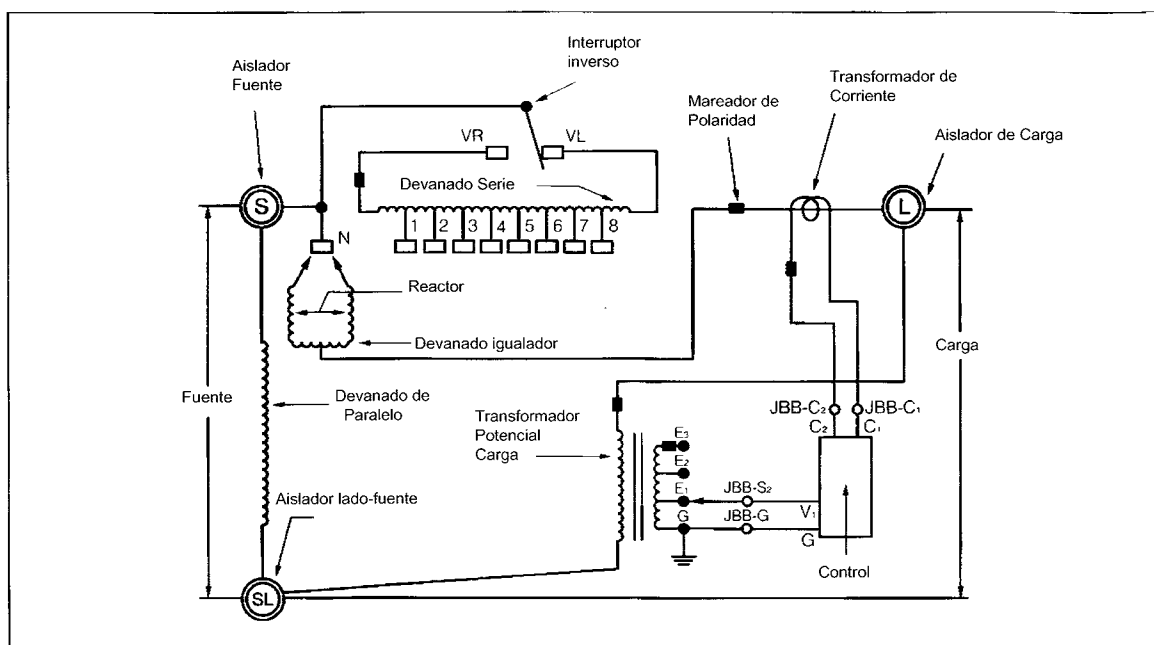 Interruptor
inverso
Aislador
Fuente
Transformador de
Corriente
Mareador de
Polaridad
Aislador de Carga
VR
VL
Devanado Serie
S
L
1 2 3 4 5 6 7 8
N
Reactor
Devanado igualador
Carga
Fuente
Devanado de
Paralelo
Transformador
Potencial
Carga
JBB-C2
JBB-C1
C2
C1
E3
E2
E1
JBB-S2
V1
G
JBB-G
G
Aislador lado-fuente
Control
SL